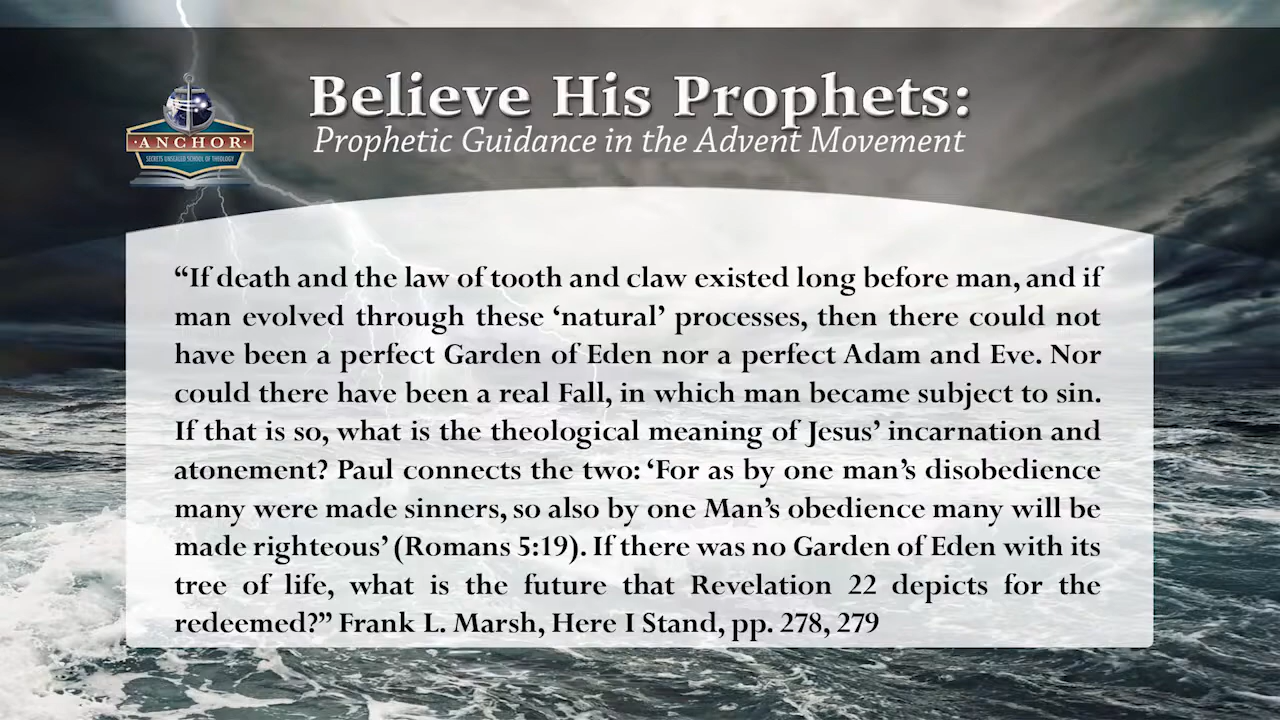 Believe His Prophets:
Prophetic Guidance in the Advent Movement
·ANCHOR·
SECRETS UNSEALED SCHOOL OF THEOLOGY
“If death and the law of tooth and claw existed long before man, and if
man evolved through these ‘natural’ processes, then there could not
have been a perfect Garden of Eden nor a perfect Adam and Eve. Nor
could there have been a real Fall, in which man became subject to sin.
If that is so, what is the theological meaning of Jesus’ incarnation and
atonement? Paul connects the two: ‘For as by one man’s disobedience
many were made sinners, so also by one Man’s obedience many will be
made righteous’ (Romans 5:19). If there was no Garden of Eden with its
tree of life, what is the future that Revelation 22 depicts for the
redeemed?” Frank L. Marsh, Here I Stand, pp. 278, 279